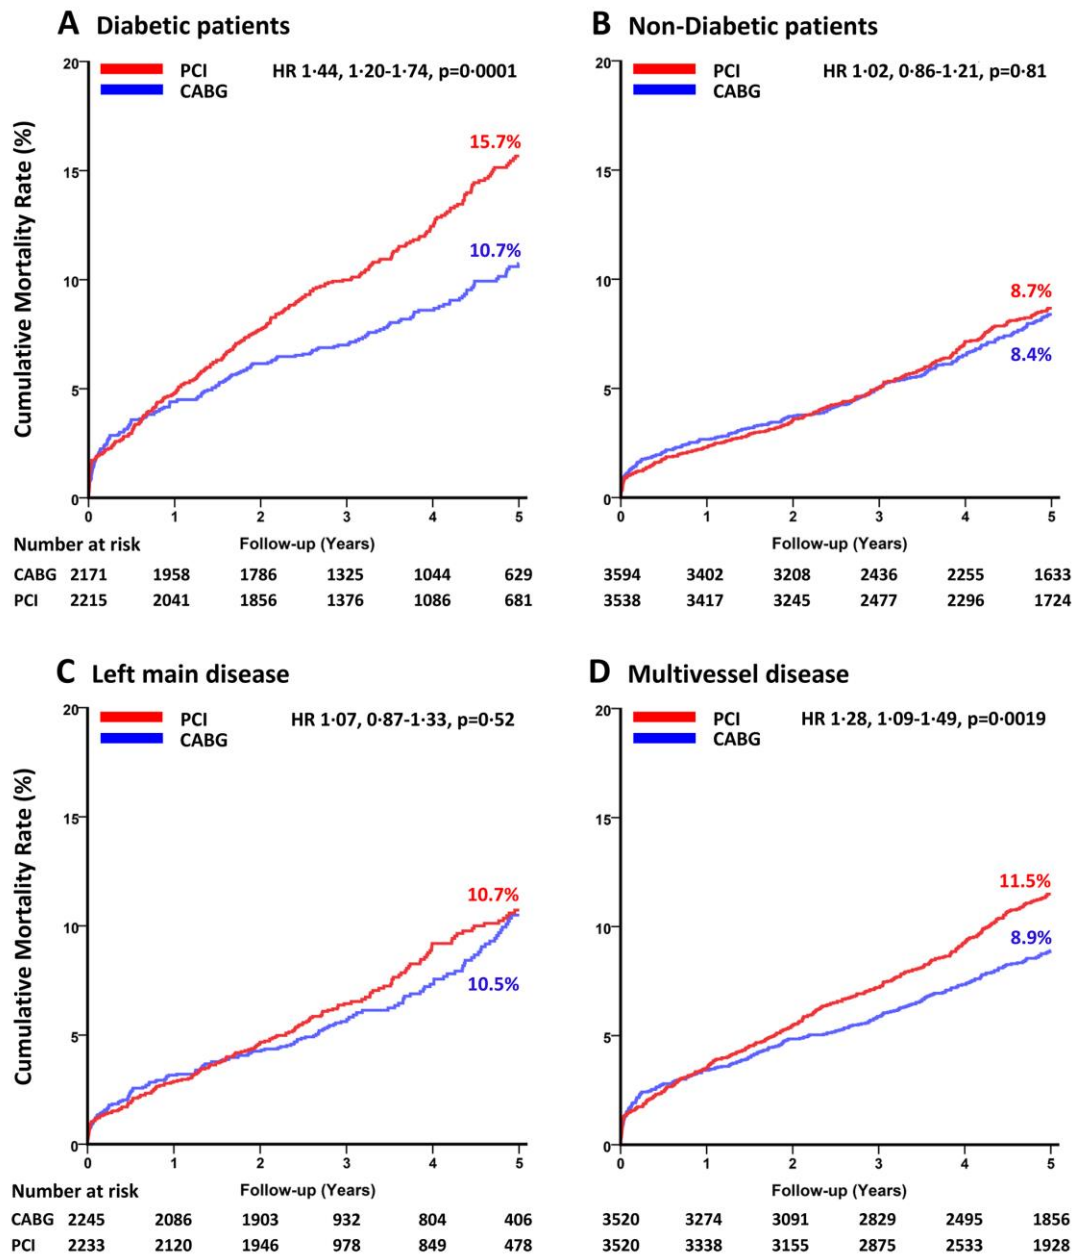 A Diabetic patients
Cumulative Mortality Rate (%)
PCI
CABG
HR 1·44, 1·20-1·74, p=0·0001
20
15
10
5
0
15.7%
10.7%
0 1 2 3 4 5
Number at risk Follow-up (Years)
CABG 2171 1958 1786 1325 1044 629
PCI 2215 2041 1856 1376 1086 681
B Non-Diabetic patients
PCI
CABG
HR 1·02, 0·86-1·21, p=0·81
20
15
10
5
0
8.7%
8.4%
0 1 2 3 4 5
Follow-up (Years)
3594 3402 3208 2436 2255 1633
3538 3417 3245 2477 2296 1724
C Left main disease
Cumulative Mortality Rate (%)
PCI
CABG
HR 1·07, 0·87-1·33, p=0·52
20
15
10
5
0
10.7%
10.5%
0 1 2 3 4 5
Number at risk Follow-up (Years)
CABG 2245 2086 1903 932 804 406
PCI 2233 2120 1946 978 849 478
D Multivessel disease
PCI
CABG
HR 1·28, 1·09-1·49, p=0·0019
20
15
10
5
0
11.5%
8.9%
0 1 2 3 4 5
Follow-up (Years)
3520 3274 3091 2829 2495 1856
3520 3338 3155 2875 2533 1928